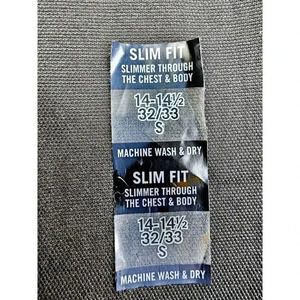 SLIM FIT
SLIMMER THROUGH
THE CHEST & BODY
14-14½
32/33
S
MACHINE WASH & DRY
SLIM FIT
SLIMMER THROUGH
THE CHEST & BODY
14-14½
32/33
S
MACHINE WASH & DRY